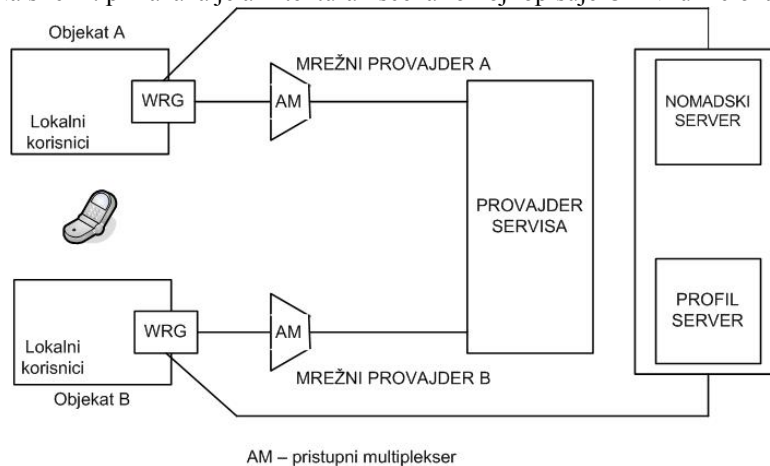 Objekat A
WRG
Lokalni
korisnici
MREŽNI PROVAJDER A
AM
NOMADSKI
SERVER
PROVAJDER
SERVISA
PROFIL
SERVER
WRG
Lokalni
korisnici
AM
MREŽNI PROVAJDER B
Objekat B
AM – pristupni multiplekser